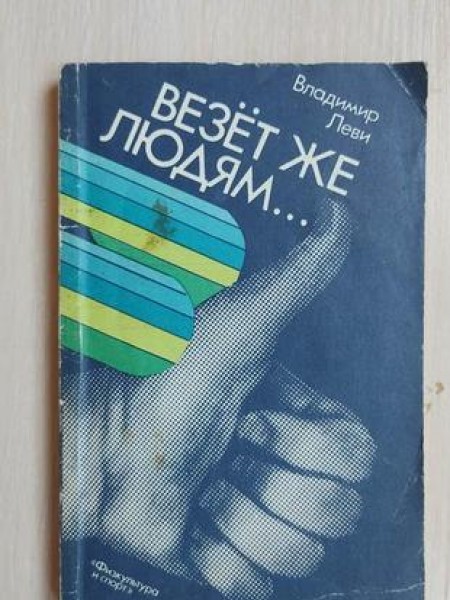 Владимир
Леви
ВЕЗЁТ ЖЕ
ЛЮДЯМ...
«Физкультура
и спорт»